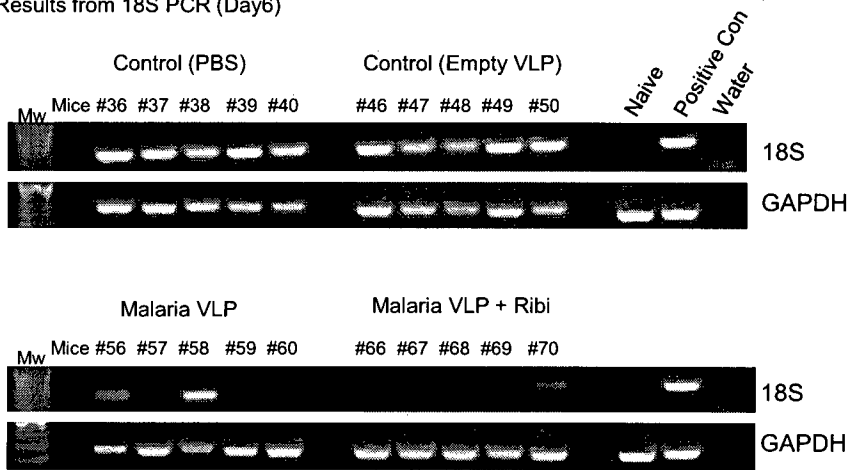 Results from 18S PCR (Day6)
Control (PBS) Control (Empty VLP)
Naive Positive Con Water
Mw Mice #36 #37 #38 #39 #40 #46 #47 #48 #49 #50
18S
GAPDH
Malaria VLP Malaria VLP + Ribi
Mw Mice #56 #57 #58 #59 #60 #66 #67 #68 #69 #70
18S
GAPDH